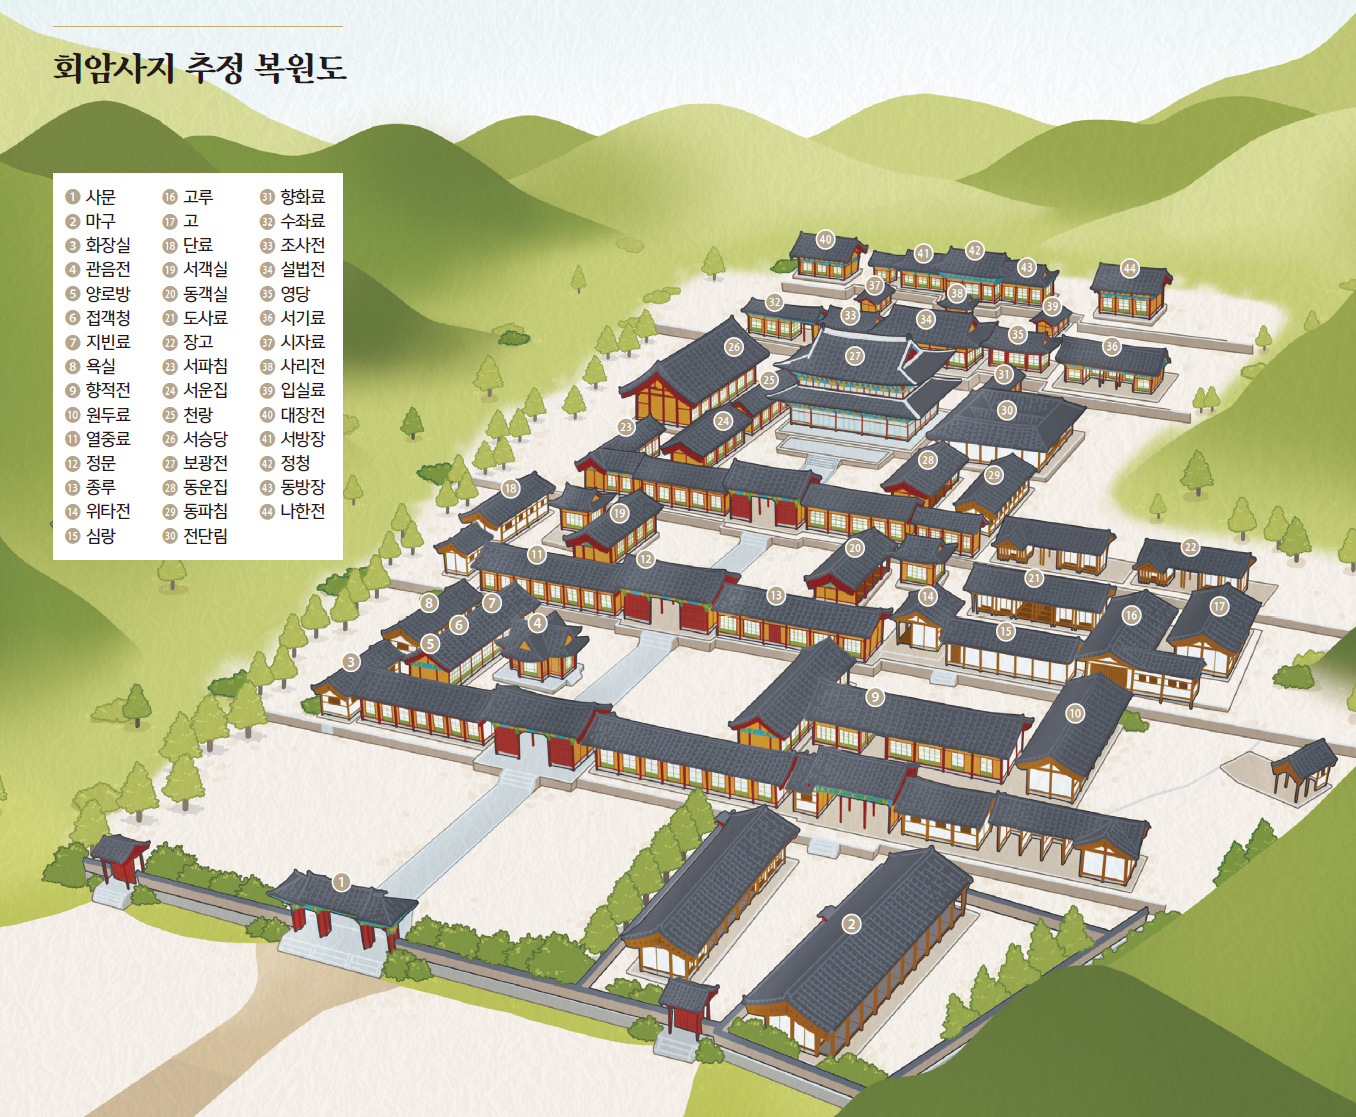 회암사지 추정 복원도
1 사문
2 마구
3 화장실
4 관음전
5 양로방
6 접객청
7 지빈료
8 욕실
9 향적전
10 원두료
11 열중료
12 정문
13 종루
14 위타전
15 심랑
16 고루
17 고
18 단료
19 서객실
20 동객실
21 도사료
22 장고
23 서파침
24 서운집
25 천랑
26 서승당
27 보광전
28 동운집
29 동파침
30 전단림
31 향화료
32 수좌료
33 조사전
34 설법전
35 영당
36 서기료
37 시자료
38 사리전
39 입실료
40 대장전
41 서방장
42 정청
43 동방장
44 나한전
40
41
42
43
44
37
38
39
32
33
34
35
36
26
27
25
31
30
24
23
28
29
18
19
20
22
11
12
21
13
14
17
16
15
8
7
6
5
4
3
9
10
1
2